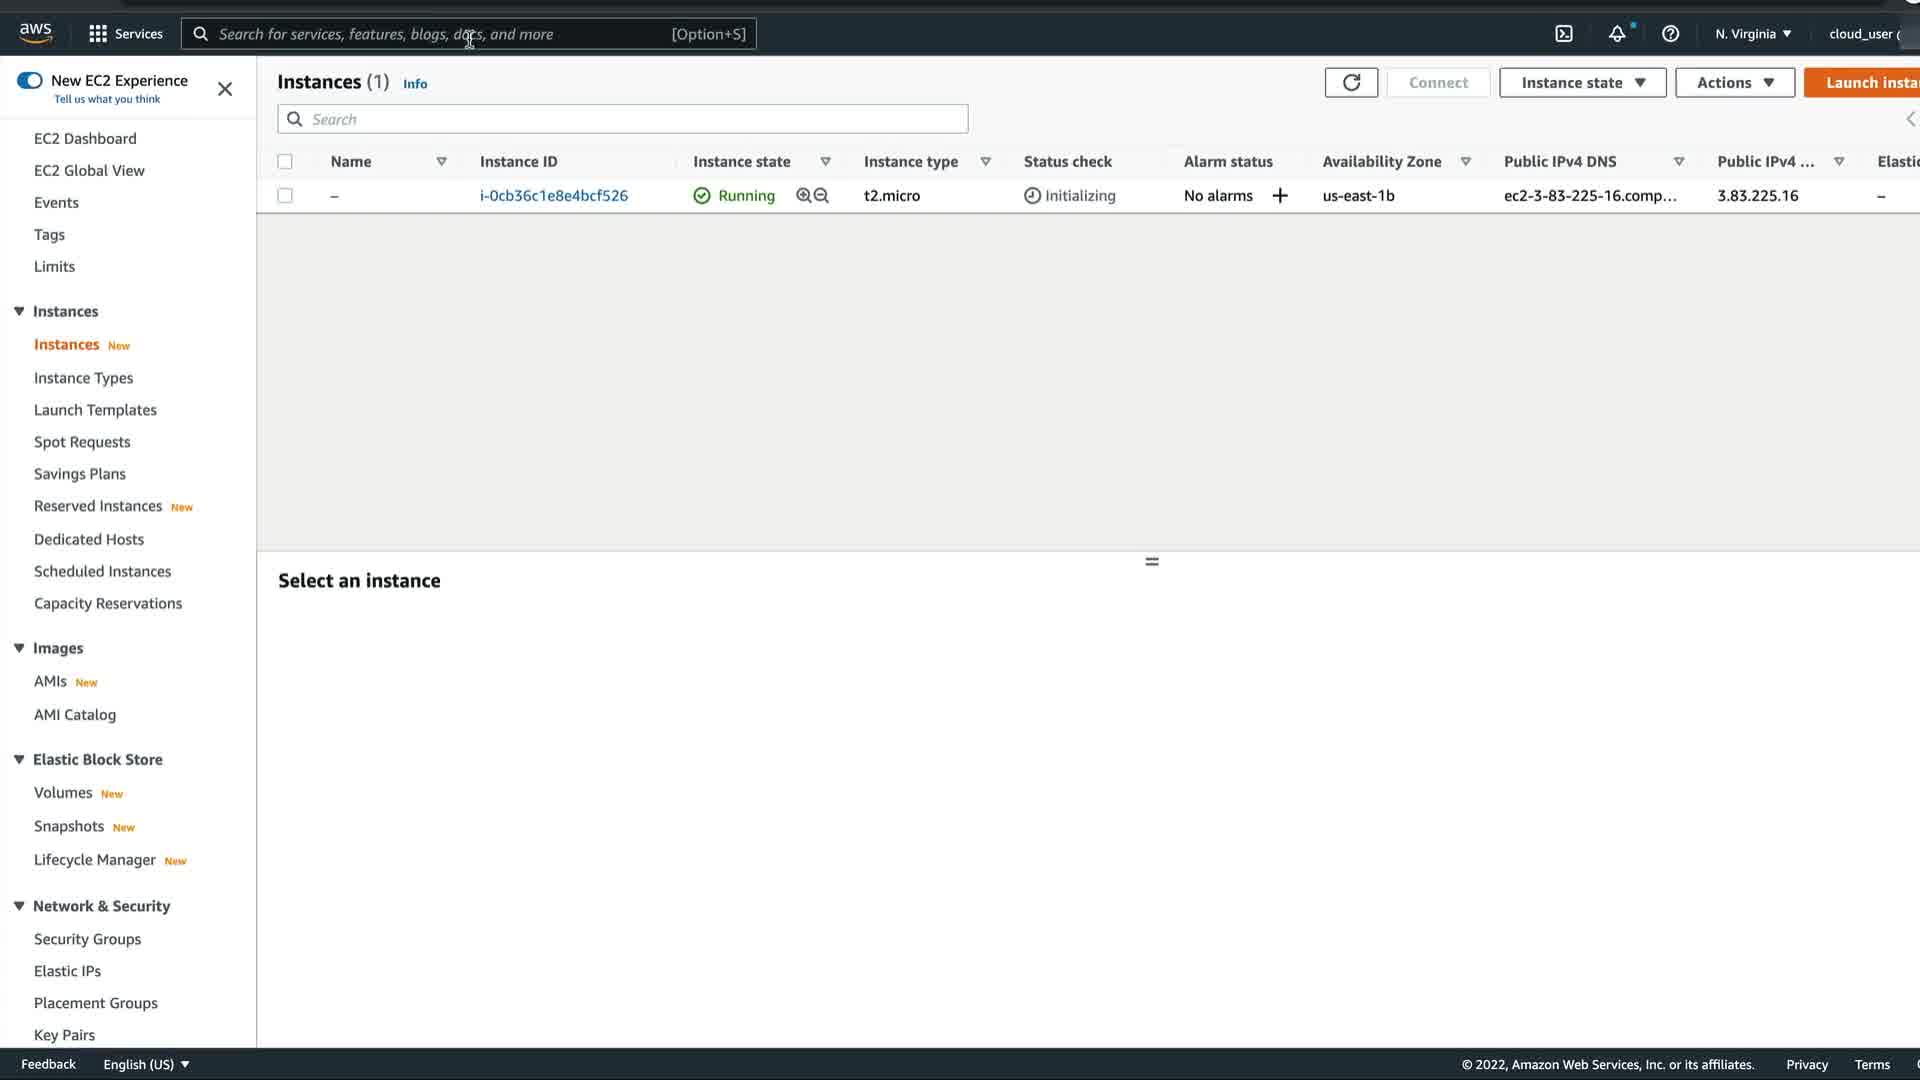 aws
Services
Search for services, features, blogs, docs, and more
[Option+S]
N. Virginia
cloud_user (
New EC2 Experience
Tell us what you think
EC2 Dashboard
EC2 Global View
Events
Tags
Limits
Instances
Instances New
Instance Types
Launch Templates
Spot Requests
Savings Plans
Reserved Instances New
Dedicated Hosts
Scheduled Instances
Capacity Reservations
Images
AMIs New
AMI Catalog
Elastic Block Store
Volumes New
Snapshots New
Lifecycle Manager New
Network & Security
Security Groups
Elastic IPs
Placement Groups
Key Pairs
Instances (1) Info
Connect
Instance state
Actions
Launch insta
Search
Name Instance ID Instance state Instance type Status check Alarm status Availability Zone Public IPv4 DNS Public IPv4 ... Elastic
– i-0cb36c1e8e4bcf526 Running t2.micro Initializing No alarms + us-east-1b ec2-3-83-225-16.comp... 3.83.225.16 –
Select an instance
Feedback English (US) © 2022, Amazon Web Services, Inc. or its affiliates. Privacy Terms